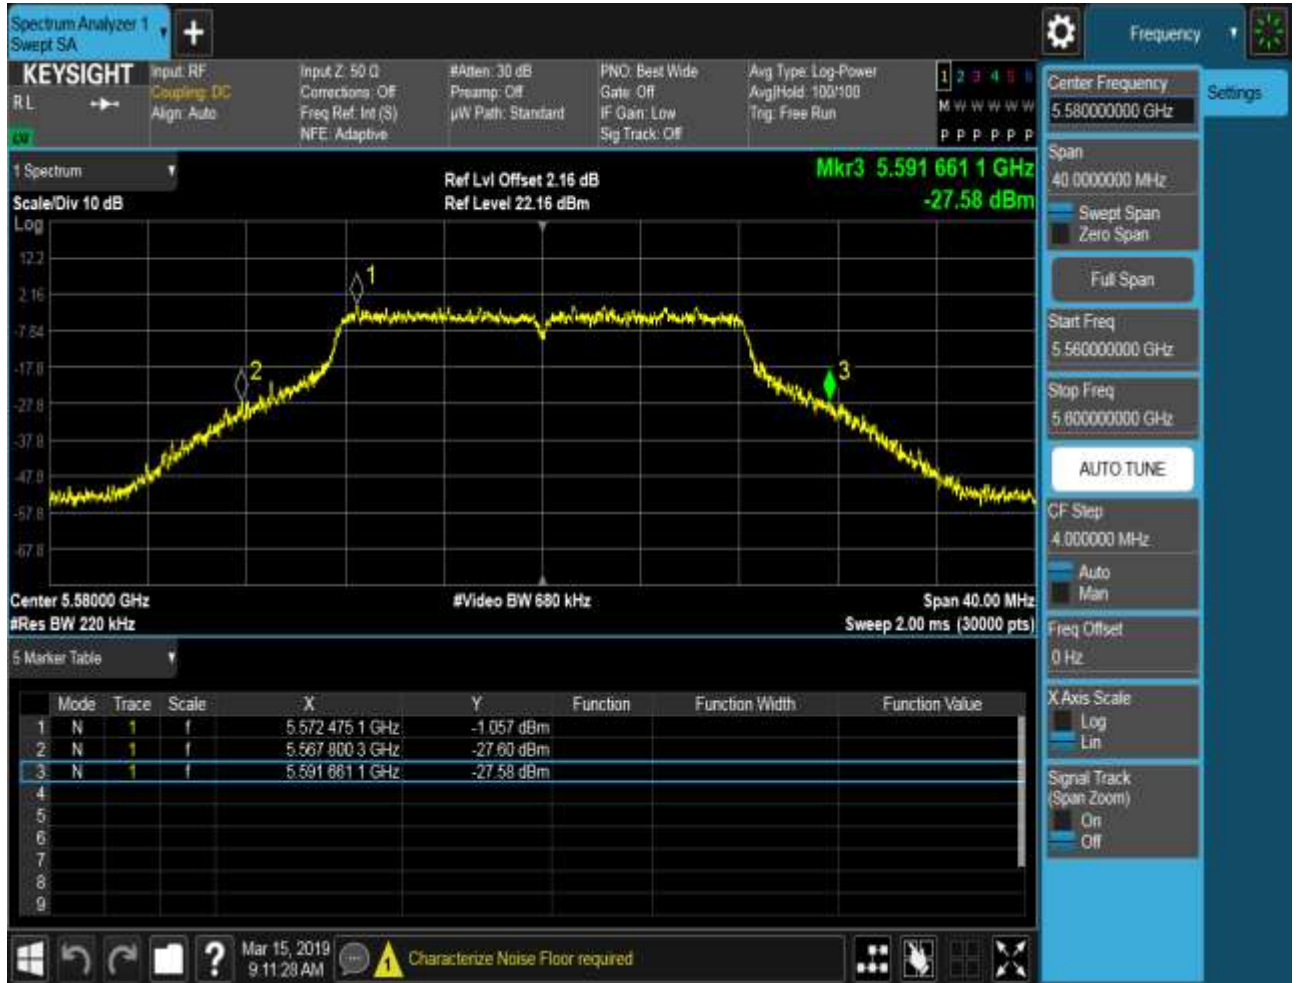 Spectrum Analyzer 1
Swept SA
+
Frequency
KEYSIGHT
RL
Input: RF
Coupling: DC
Align: Auto
Input Z: 50 Ω
Corrections: Off
Freq Ref: Int (S)
NFE: Adaptive
#Atten: 30 dB
Preamp: Off
µW Path: Standard
PNO: Best Wide
Gate: Off
IF Gain: Low
Sig Track: Off
Avg Type: Log-Power
Avg|Hold: 100/100
Trig: Free Run
1 2 3 4 5 6
M W W W W W
P P P P P P
1 Spectrum
Scale/Div 10 dB
Ref Lvl Offset 2.16 dB
Ref Level 22.16 dBm
Mkr3 5.591 661 1 GHz
-27.58 dBm
Log
12.2
2.16
-7.84
-17.8
-27.8
-37.8
-47.8
-57.8
-67.8
1
2
3
Center 5.58000 GHz
#Video BW 680 kHz
Span 40.00 MHz
#Res BW 220 kHz
Sweep 2.00 ms (30000 pts)
5 Marker Table
Mode Trace Scale X Y Function Function Width Function Value
1 N 1 f 5.572 475 1 GHz -1.057 dBm
2 N 1 f 5.567 800 3 GHz -27.60 dBm
3 N 1 f 5.591 661 1 GHz -27.58 dBm
4
5
6
7
8
9
?
Mar 15, 2019
9:11:28 AM
1
Characterize Noise Floor required
Center Frequency
5.580000000 GHz
Settings
Span
40.0000000 MHz
Swept Span
Zero Span
Full Span
Start Freq
5.560000000 GHz
Stop Freq
5.600000000 GHz
AUTO TUNE
CF Step
4.000000 MHz
Auto
Man
Freq Offset
0 Hz
X Axis Scale
Log
Lin
Signal Track
(Span Zoom)
On
Off